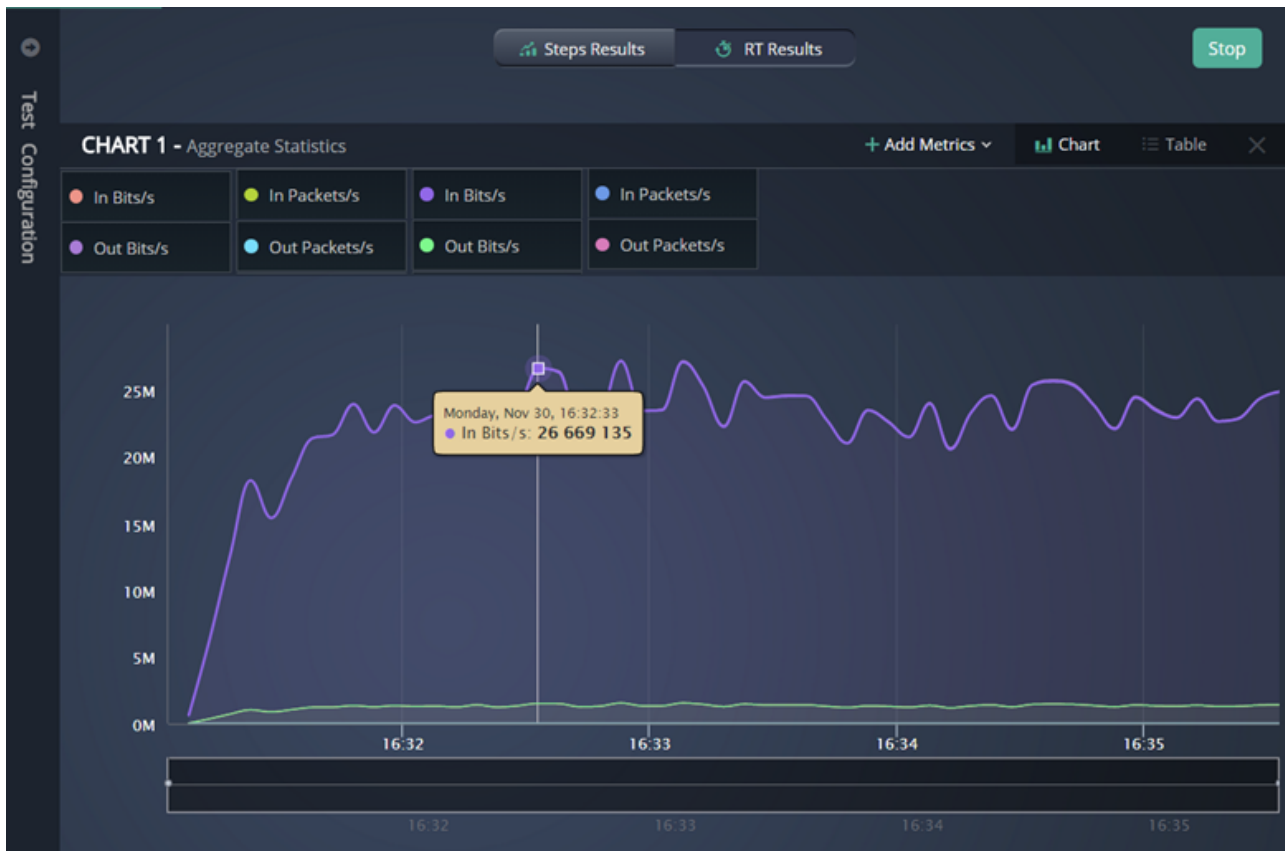 Test Configuration
Steps Results
RT Results
Stop
CHART 1 - Aggregate Statistics
+ Add Metrics
Chart
Table
In Bits/s
In Packets/s
In Bits/s
In Packets/s
Out Bits/s
Out Packets/s
Out Bits/s
Out Packets/s
25M
20M
15M
10M
5M
0M
Monday, Nov 30, 16:32:33
In Bits/s: 26 669 135
16:32
16:33
16:34
16:35
16:32
16:33
16:34
16:35